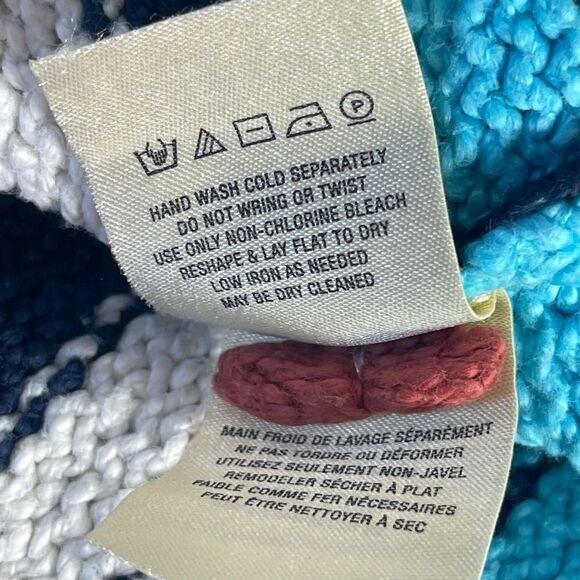 P
HAND WASH COLD SEPARATELY
DO NOT WRING OR TWIST
USE ONLY NON-CHLORINE BLEACH
RESHAPE & LAY FLAT TO DRY
LOW IRON AS NEEDED
MAY BE DRY CLEANED
MAIN FROID DE LAVAGE SÉPARÉMENT
NE PAS TORDRE OU DÉFORMER
UTILISEZ SEULEMENT NON-JAVEL
REMODELER SÉCHER À PLAT
FAIBLE COMME FER NÉCESSAIRES
PEUT ÊTRE NETTOYER À SEC